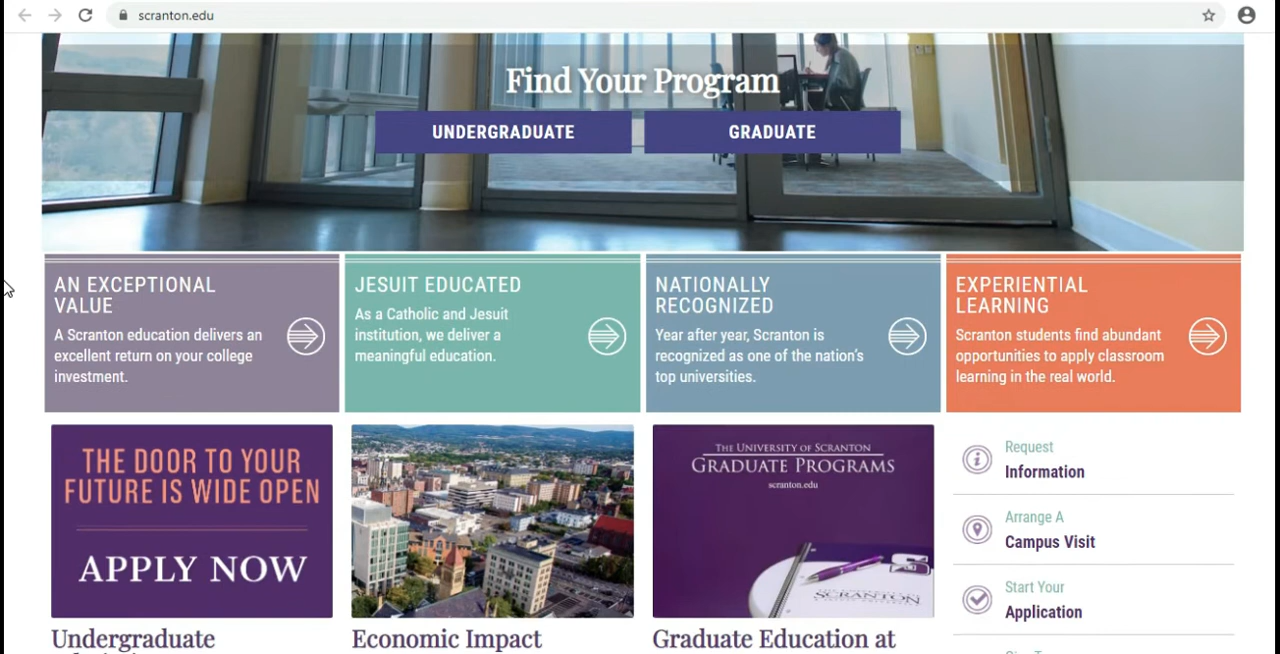 scranton.edu
Find Your Program
UNDERGRADUATE
GRADUATE
AN EXCEPTIONAL
VALUE
A Scranton education delivers an
excellent return on your college
investment.
JESUIT EDUCATED
As a Catholic and Jesuit
institution, we deliver a
meaningful education.
NATIONALLY
RECOGNIZED
Year after year, Scranton is
recognized as one of the nation's
top universities.
EXPERIENTIAL
LEARNING
Scranton students find abundant
opportunities to apply classroom
learning in the real world.
THE DOOR TO YOUR
FUTURE IS WIDE OPEN
APPLY NOW
Undergraduate
Economic Impact
THE UNIVERSITY OF SCRANTON
GRADUATE PROGRAMS
scranton.edu
SCRANTON
Graduate Education at
Request
Information
Arrange A
Campus Visit
Start Your
Application